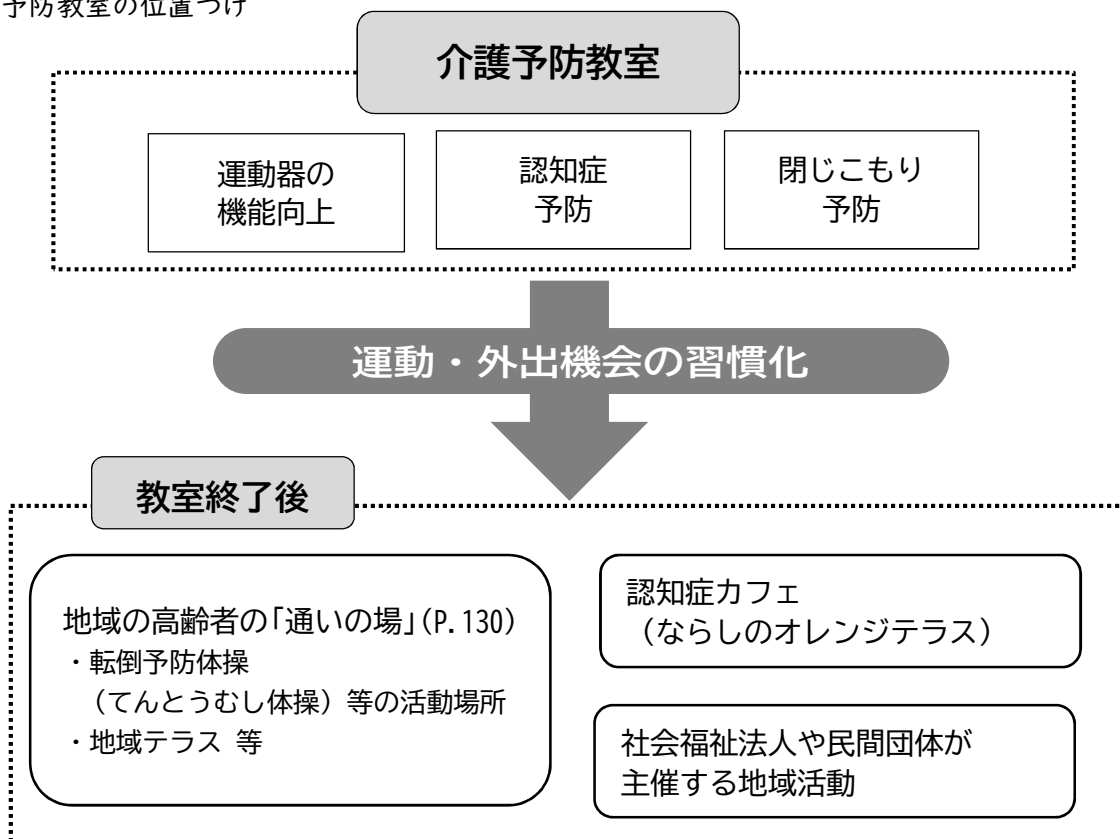 予防教室の位置づけ
介護予防教室
運動器の
機能向上
認知症
予防
閉じこもり
予防
運動・外出機会の習慣化
教室終了後
地域の高齢者の「通いの場」(P.130)
・転倒予防体操
（てんとうむし体操）等の活動場所
・地域テラス 等
認知症カフェ
（ならしのオレンジテラス）
社会福祉法人や民間団体が
主催する地域活動